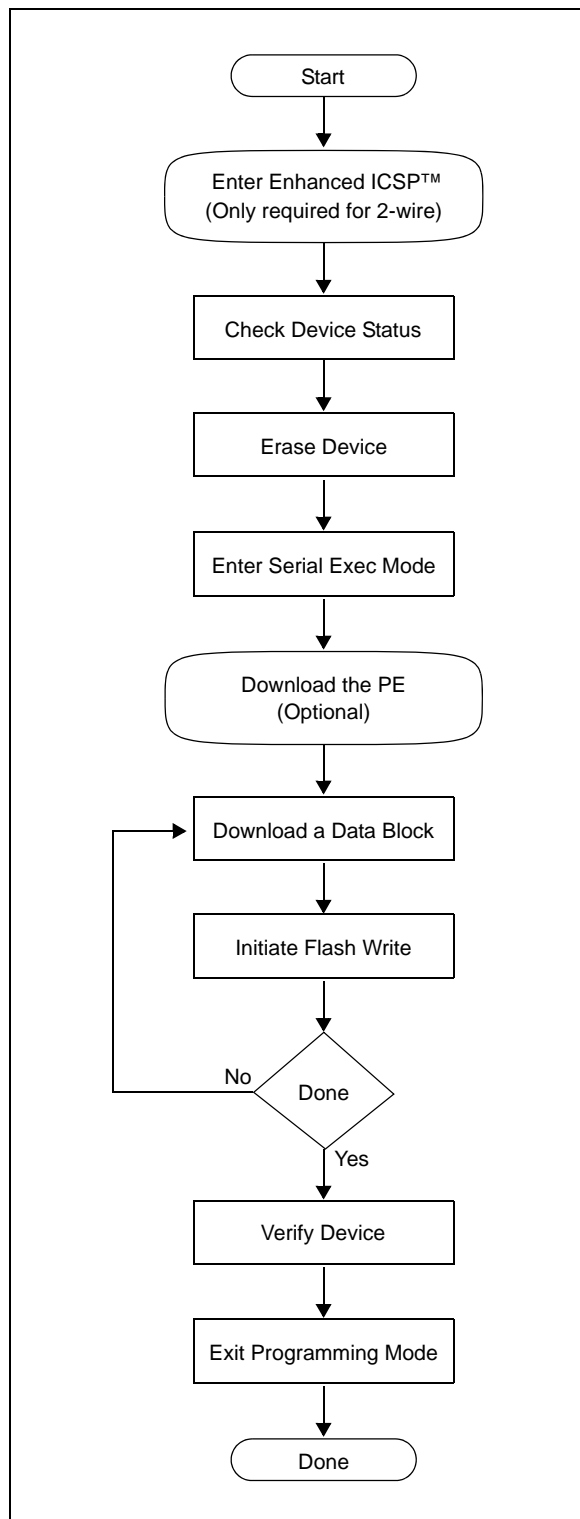 Start
Enter Enhanced ICSP™
(Only required for 2-wire)
Check Device Status
Erase Device
Enter Serial Exec Mode
Download the PE
(Optional)
Download a Data Block
Initiate Flash Write
No
Done
Yes
Verify Device
Exit Programming Mode
Done